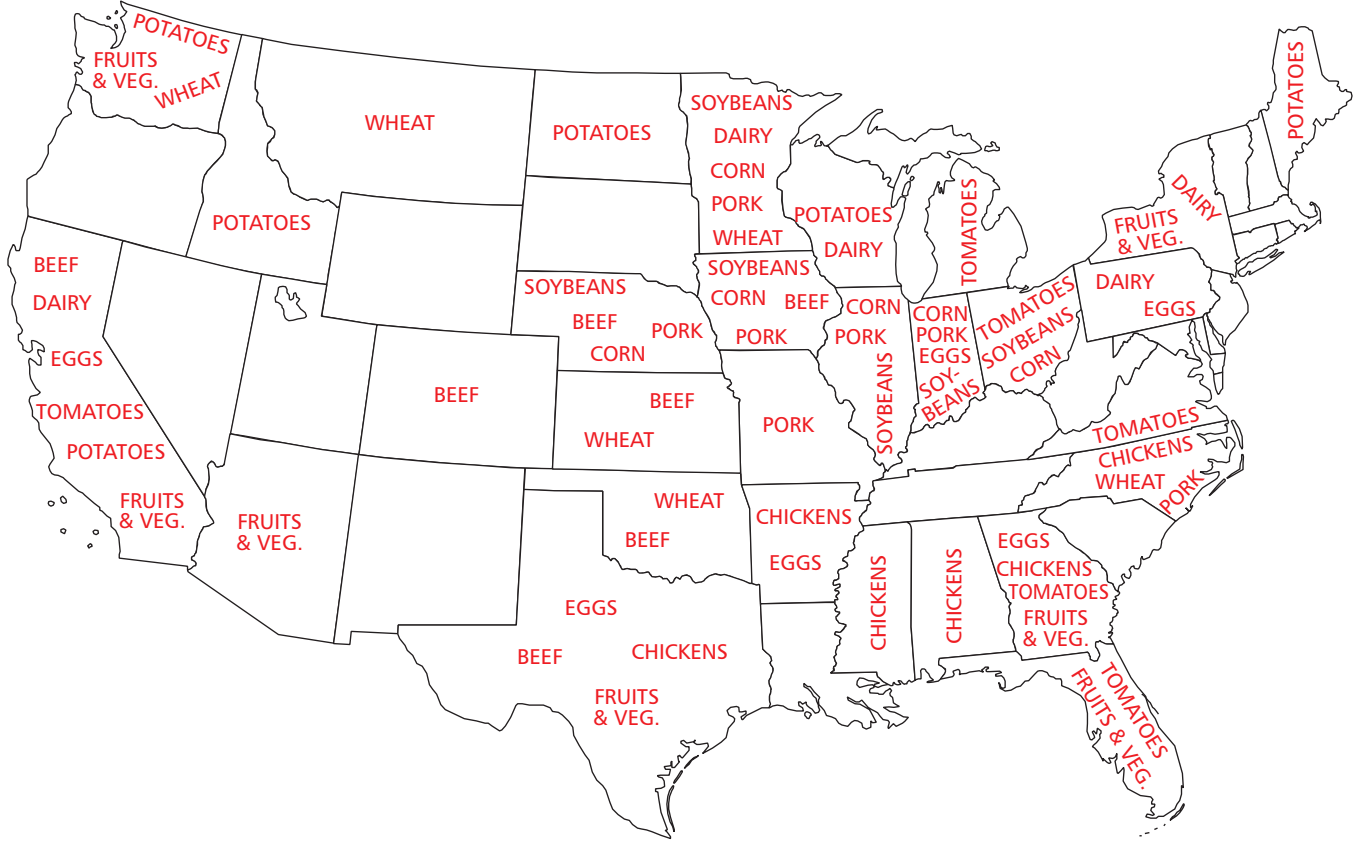 POTATOES
FRUITS
& VEG.
WHEAT
WHEAT
POTATOES
POTATOES
BEEF
DAIRY
EGGS
TOMATOES
POTATOES
FRUITS
& VEG.
FRUITS
& VEG.
BEEF
SOYBEANS
BEEF
PORK
CORN
BEEF
WHEAT
WHEAT
BEEF
EGGS
BEEF
CHICKENS
FRUITS
& VEG.
SOYBEANS
DAIRY
CORN
PORK
WHEAT
SOYBEANS
CORN
BEEF
PORK
PORK
CHICKENS
EGGS
POTATOES
DAIRY
CORN
PORK
SOYBEANS
TOMATOES
CORN
PORK
EGGS
SOY-
BEANS
TOMATOES
SOYBEANS
CORN
CHICKENS
CHICKENS
EGGS
CHICKENS
TOMATOES
FRUITS
& VEG.
TOMATOES
FRUITS & VEG.
TOMATOES
CHICKENS
WHEAT
PORK
DAIRY
EGGS
DAIRY
FRUITS
& VEG.
POTATOES